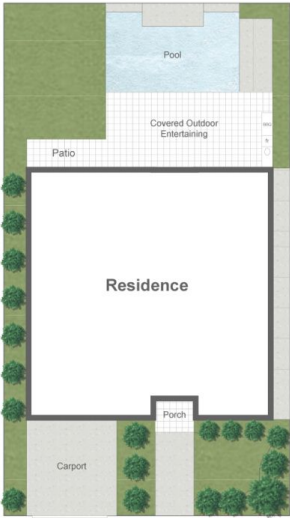 Pool
Covered Outdoor
Entertaining
Patio
Residence
Porch
Carport